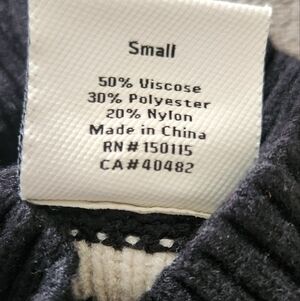 Small
50% Viscose
30% Polyester
20% Nylon
Made in China
RN# 150115
CA#40482